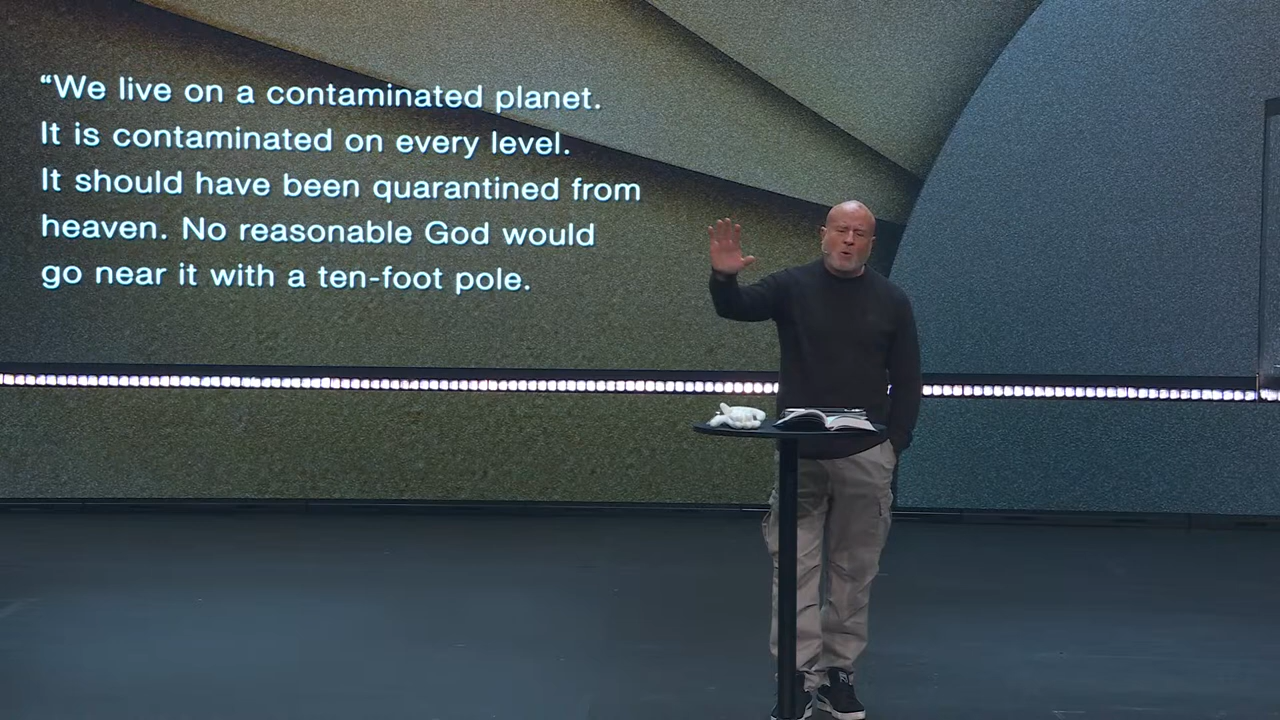 “We live on a contaminated planet.
It is contaminated on every level.
It should have been quarantined from
heaven. No reasonable God would
go near it with a ten-foot pole.